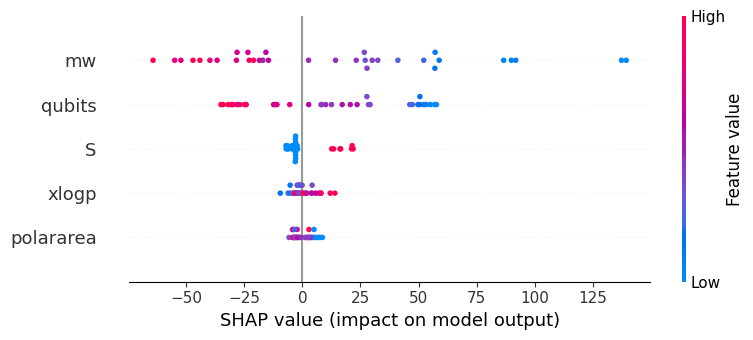 High
mw
qubits
S
xlogp
polararea
Feature value
Low
−50 −25 0 25 50 75 100 125
SHAP value (impact on model output)